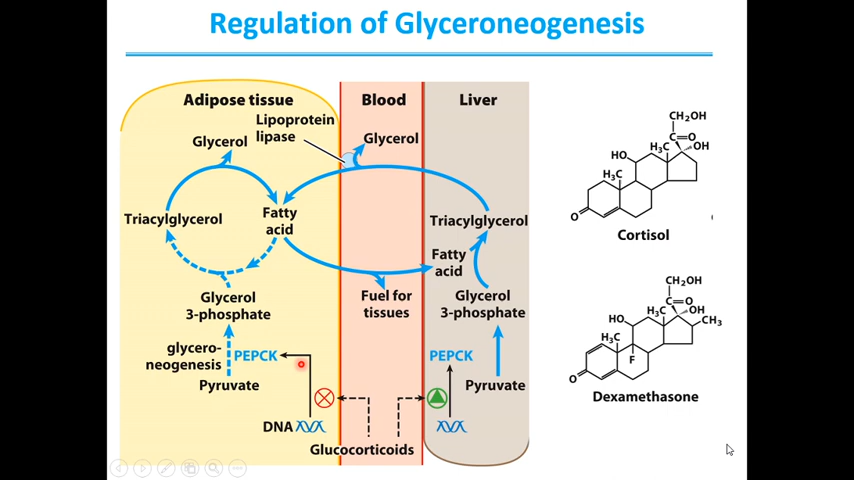 Regulation of Glyceroneogenesis
Adipose tissue
Blood
Liver
Lipoprotein
lipase
Glycerol
Glycerol
Triacylglycerol
Fatty
acid
Triacylglycerol
Fatty
acid
Glycerol
3-phosphate
Fuel for
tissues
Glycerol
3-phosphate
glycero-
neogenesis
PEPCK
Pyruvate
PEPCK
Pyruvate
DNA
Glucocorticoids
CH2OH
C=O
H3C
OH
HO
H3C
O
Cortisol
CH2OH
C=O
H3C
OH
HO
CH3
H3C
F
O
Dexamethasone